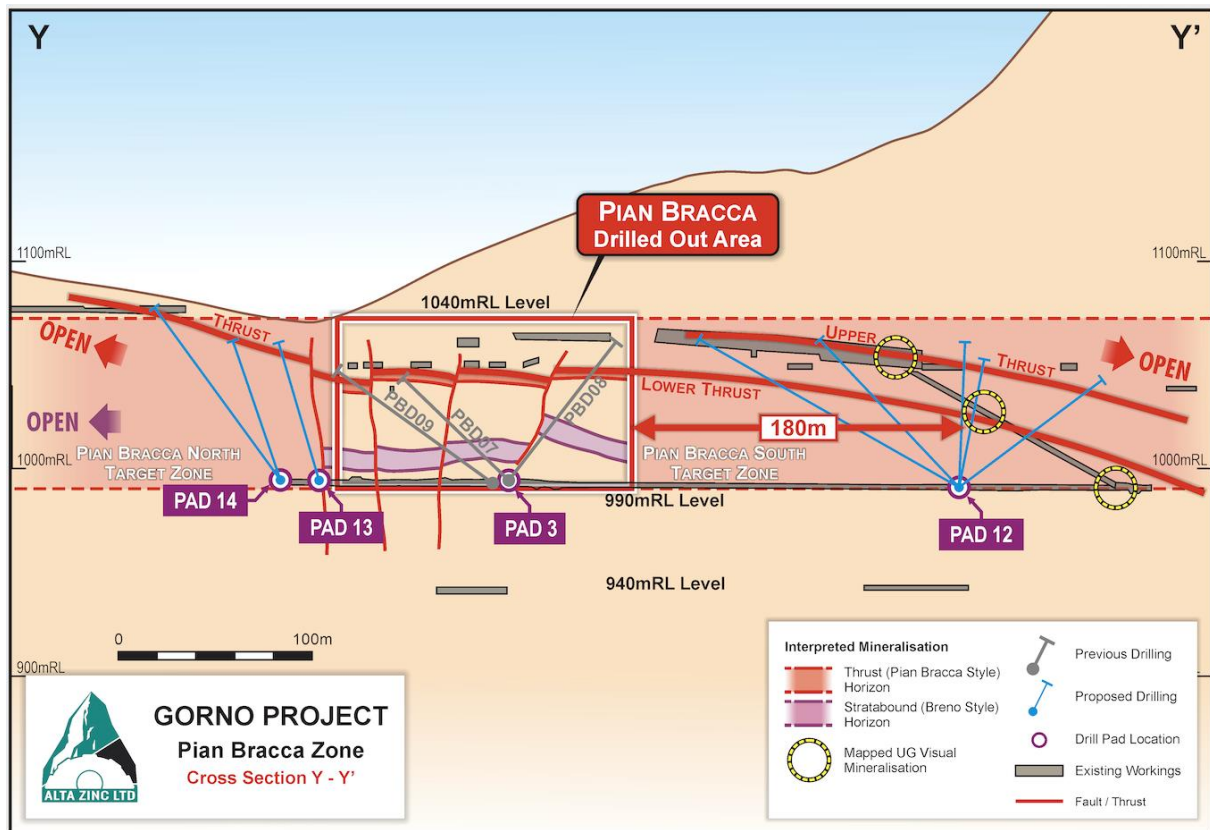 Y
Y'
PIAN BRACCA
Drilled Out Area
1100mRL
1100mRL
1040mRL Level
OPEN
THRUST
UPPER
THRUST
OPEN
LOWER THRUST
PBD09
PBD07
PBD08
OPEN
180m
PIAN BRACCA NORTH
TARGET ZONE
PIAN BRACCA SOUTH
TARGET ZONE
1000mRL
1000mRL
990mRL Level
PAD 14
PAD 13
PAD 3
PAD 12
940mRL Level
0
100m
900mRL
GORNO PROJECT
Pian Bracca Zone
Cross Section Y - Y'
ALTA ZINC LTD
Interpreted Mineralisation
Thrust (Pian Bracca Style)
Horizon
Stratabound (Breno Style)
Horizon
Mapped UG Visual
Mineralisation
Previous Drilling
Proposed Drilling
Drill Pad Location
Existing Workings
Fault / Thrust